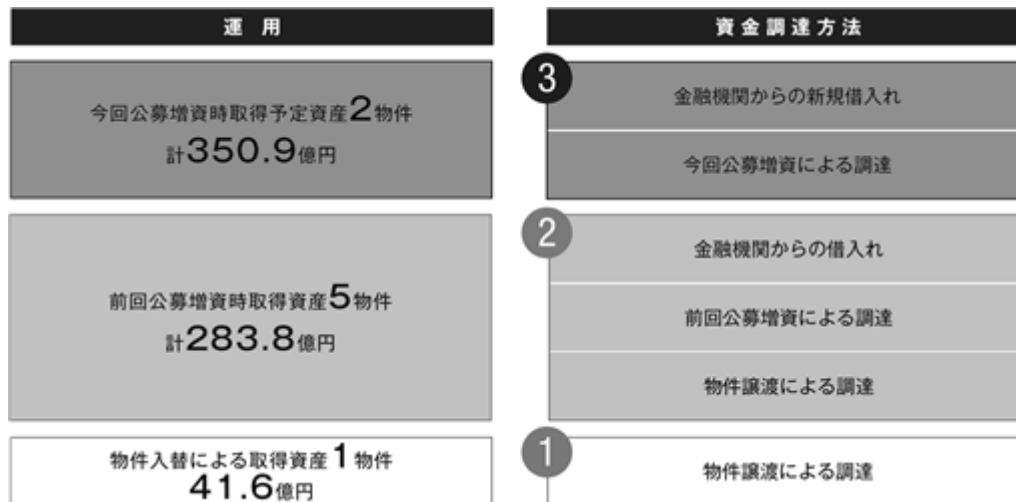 運用
資金調達方法
今回公募増資時取得予定資産2物件
計350.9億円
3
金融機関からの新規借入れ
今回公募増資による調達
前回公募増資時取得資産5物件
計283.8億円
2
金融機関からの借入れ
前回公募増資による調達
物件譲渡による調達
物件入替による取得資産1物件
41.6億円
1
物件譲渡による調達